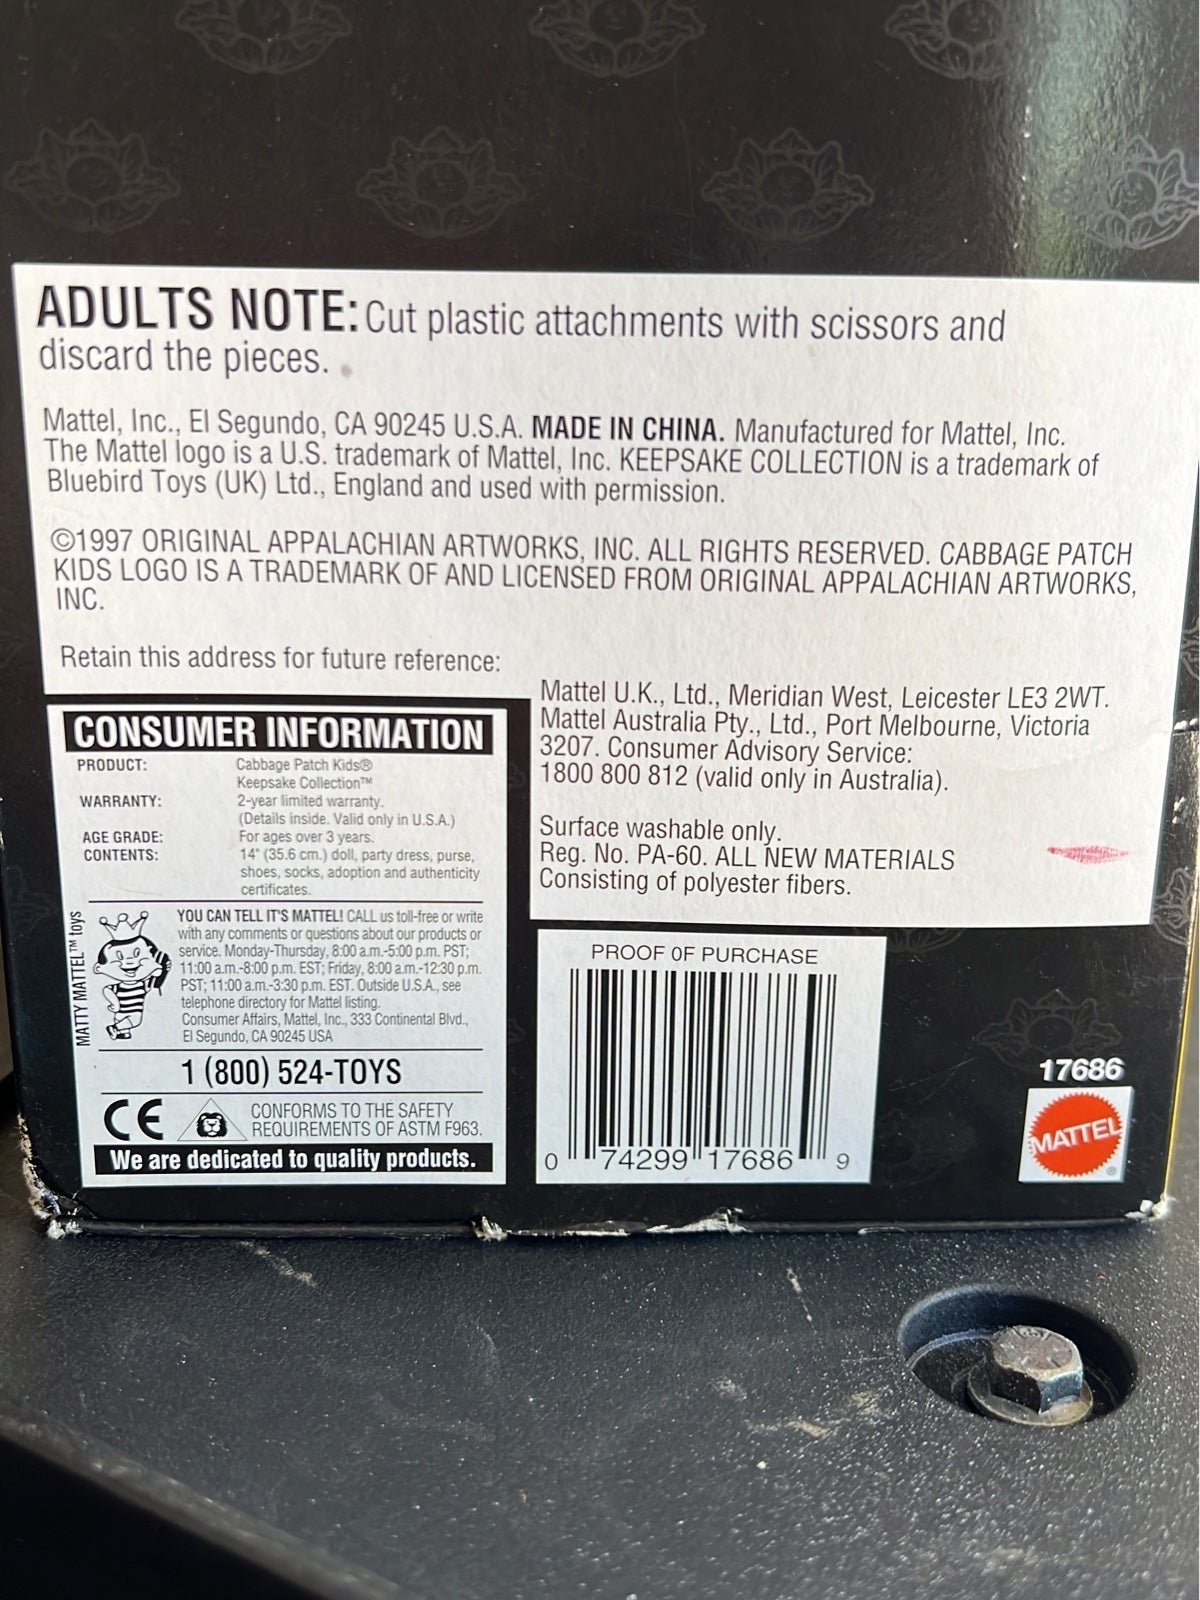 ADULTS NOTE: Cut plastic attachments with scissors and
discard the pieces.
Mattel, Inc., El Segundo, CA 90245 U.S.A. MADE IN CHINA. Manufactured for Mattel, Inc.
The Mattel logo is a U.S. trademark of Mattel, Inc. KEEPSAKE COLLECTION is a trademark of
Bluebird Toys (UK) Ltd., England and used with permission.
©1997 ORIGINAL APPALACHIAN ARTWORKS, INC. ALL RIGHTS RESERVED. CABBAGE PATCH
KIDS LOGO IS A TRADEMARK OF AND LICENSED FROM ORIGINAL APPALACHIAN ARTWORKS,
INC.
Retain this address for future reference:
Mattel U.K., Ltd., Meridian West, Leicester LE3 2WT.
Mattel Australia Pty., Ltd., Port Melbourne, Victoria
3207. Consumer Advisory Service:
1800 800 812 (valid only in Australia).
Surface washable only.
Reg. No. PA-60. ALL NEW MATERIALS
Consisting of polyester fibers.
CONSUMER INFORMATION
PRODUCT: Cabbage Patch Kids®
Keepsake Collection™
WARRANTY: 2-year limited warranty.
(Details inside. Valid only in U.S.A.)
AGE GRADE: For ages over 3 years.
CONTENTS: 14" (35.6 cm.) doll, party dress, purse,
shoes, socks, adoption and authenticity
certificates.
MATTY MATTEL™ toys
YOU CAN TELL IT'S MATTEL! CALL us toll-free or write
with any comments or questions about our products or
service. Monday-Thursday, 8:00 a.m.-5:00 p.m. PST;
11:00 a.m.-8:00 p.m. EST; Friday, 8:00 a.m.-12:30 p.m.
PST; 11:00 a.m.-3:30 p.m. EST. Outside U.S.A., see
telephone directory for Mattel listing.
Consumer Affairs, Mattel, Inc., 333 Continental Blvd.,
El Segundo, CA 90245 USA
1 (800) 524-TOYS
CE
CONFORMS TO THE SAFETY
REQUIREMENTS OF ASTM F963.
We are dedicated to quality products.
PROOF OF PURCHASE
0 74299 17686 9
17686
MATTEL
®